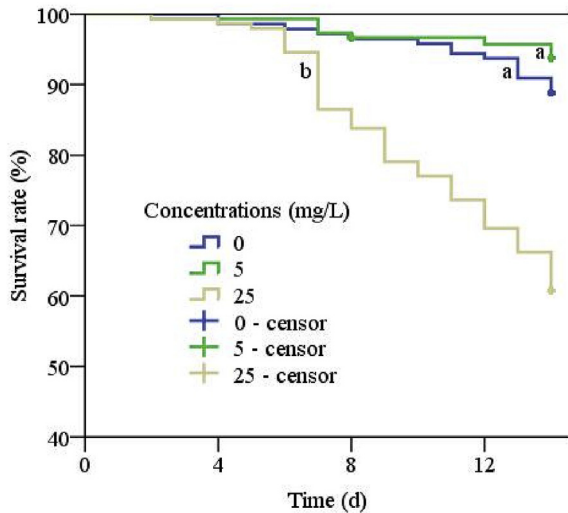 100
90
80
70
60
50
40
Survival rate (%)
a
a
b
Concentrations (mg/L)
0
5
25
0 - censor
5 - censor
25 - censor
0
4
8
12
Time (d)